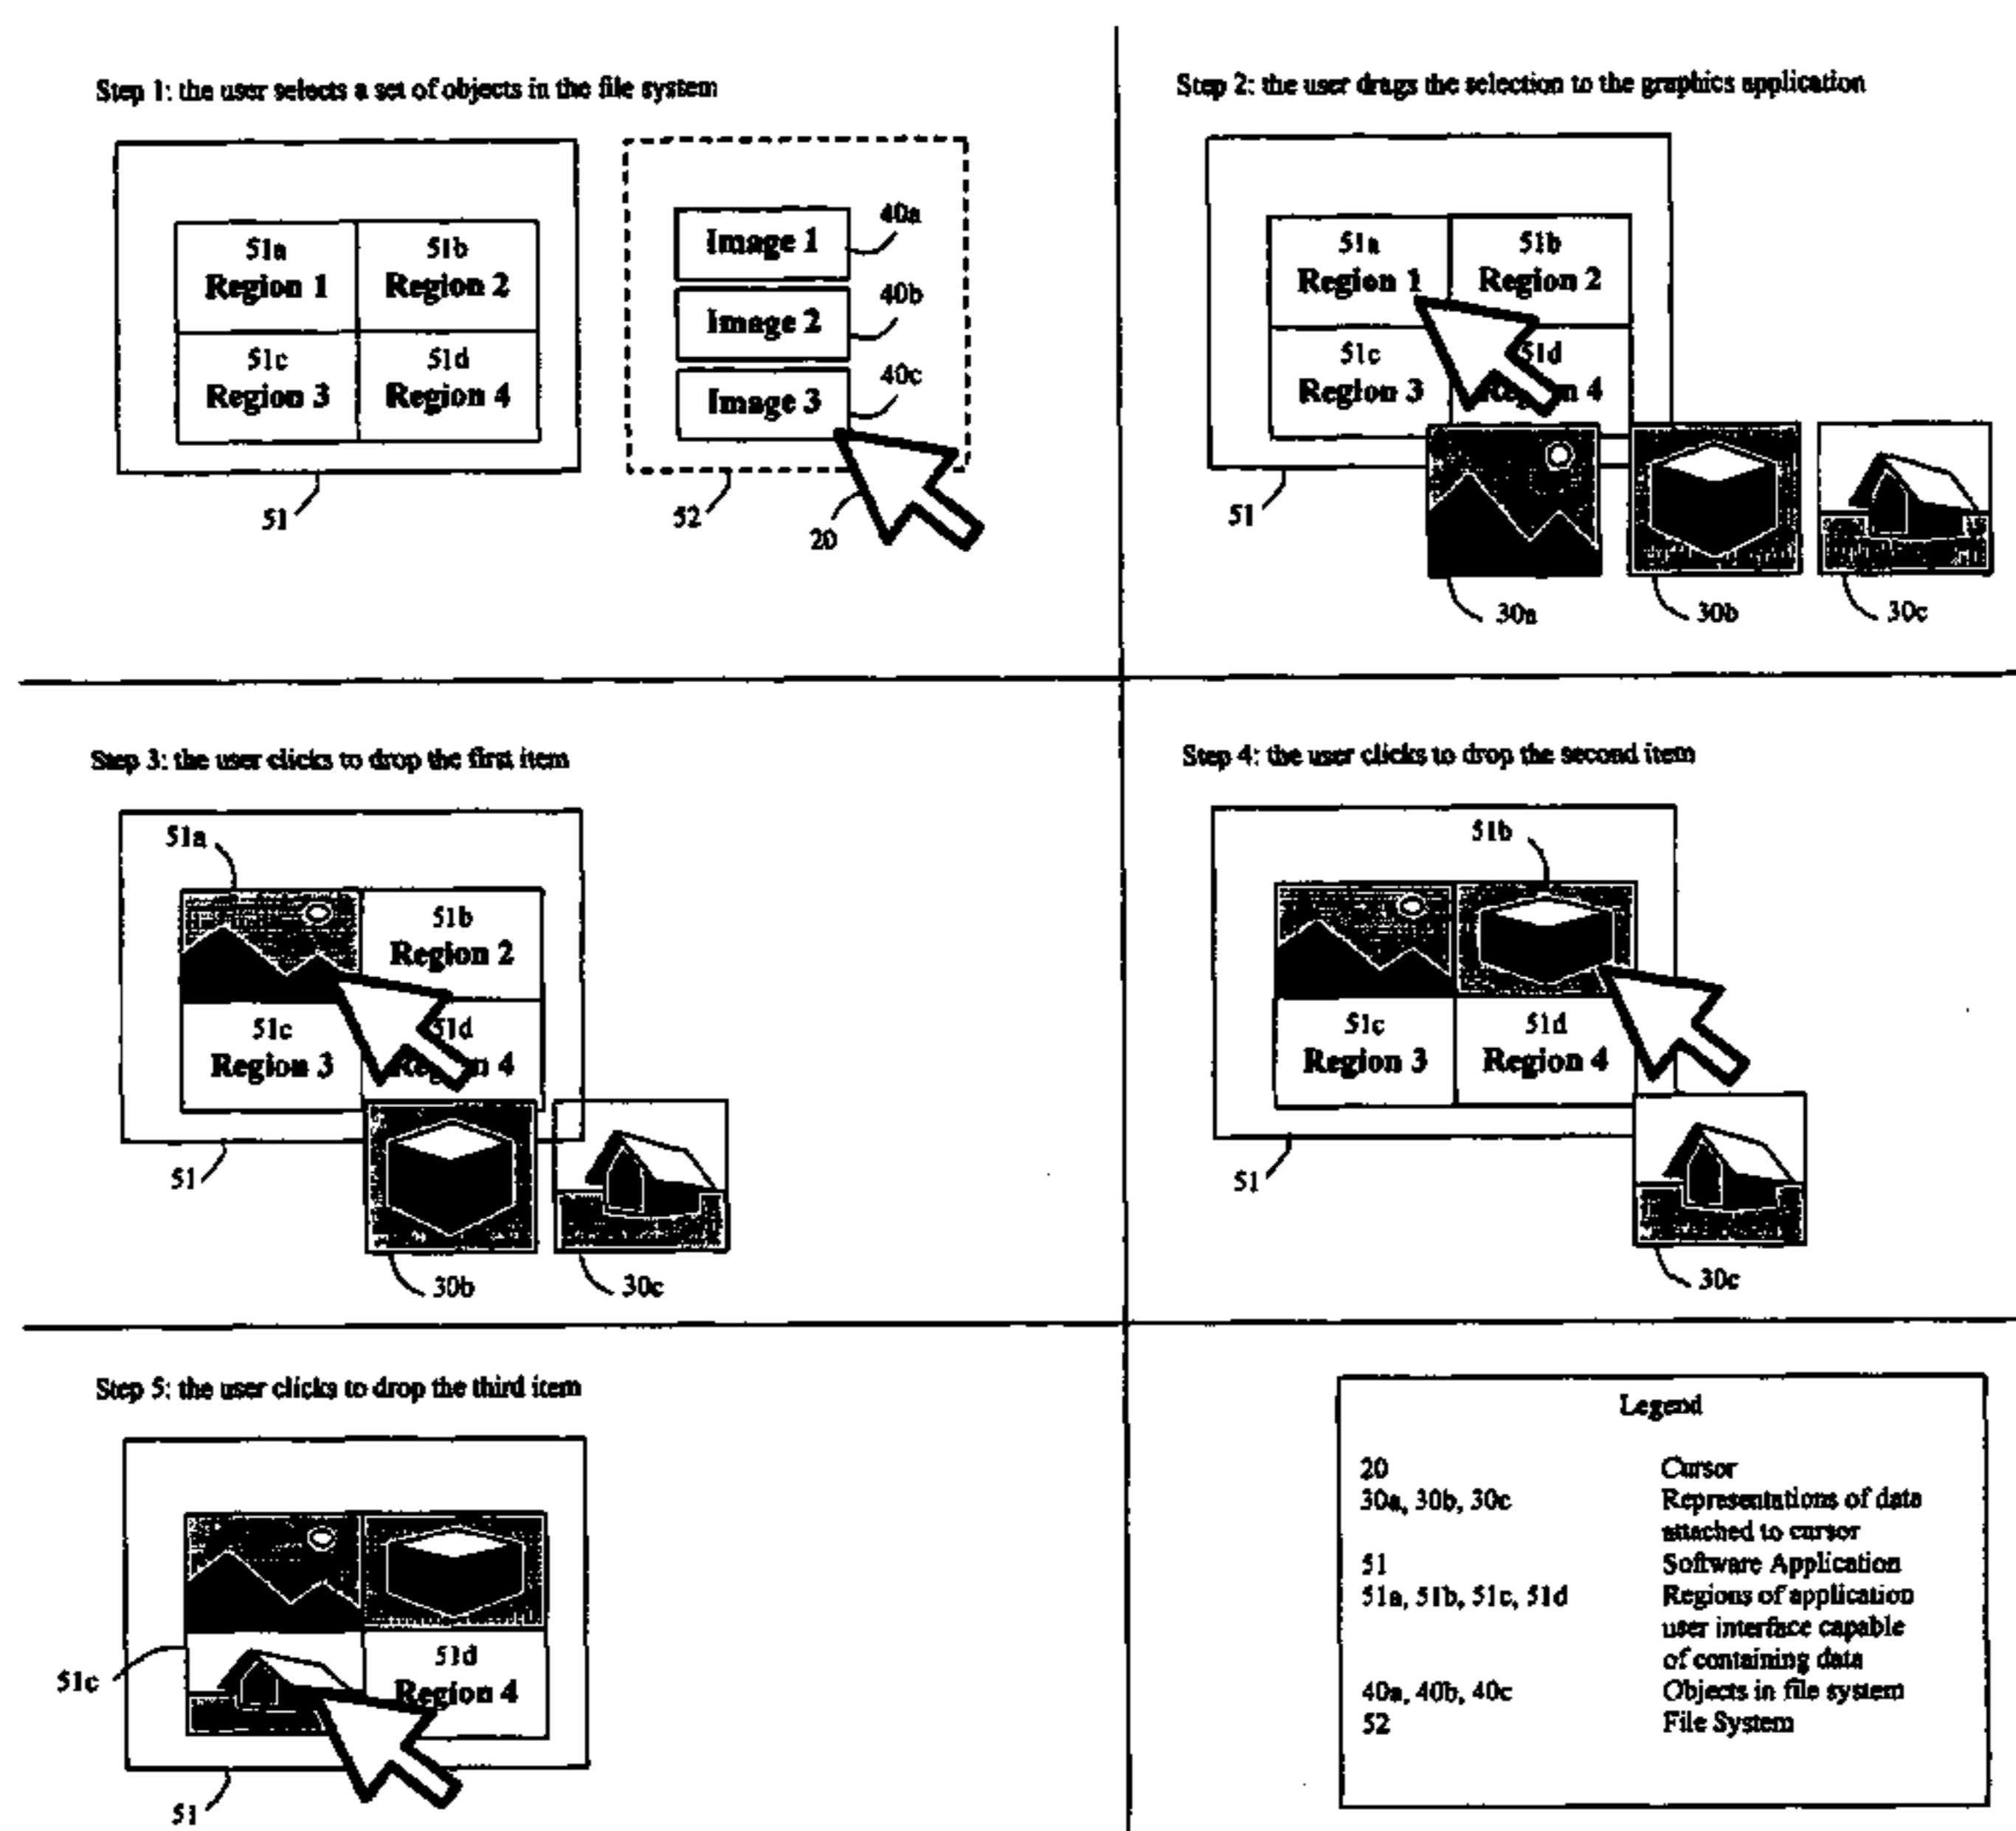 Step 1: the user selects a set of objects in the file system
51a
Region 1
51b
Region 2
51c
Region 3
51d
Region 4
51
Image 1
40a
Image 2
40b
Image 3
40c
52
20
Step 2: the user drags the selection to the graphics application
51a
Region 1
51b
Region 2
51c
Region 3
51d
4
51
30a
30b
30c
Step 3: the user clicks to drop the first item
51a
51b
Region 2
51c
Region 3
51d
4
51
30b
30c
Step 4: the user clicks to drop the second item
51b
51c
Region 3
51d
Region 4
51
30c
Step 5: the user clicks to drop the third item
51c
51d
Region 4
51
Legend
20 Cursor
30a, 30b, 30c Representations of data
attached to cursor
51 Software Application
51a, 51b, 51c, 51d Regions of application
user interface capable
of containing data
40a, 40b, 40c Objects in file system
52 File System